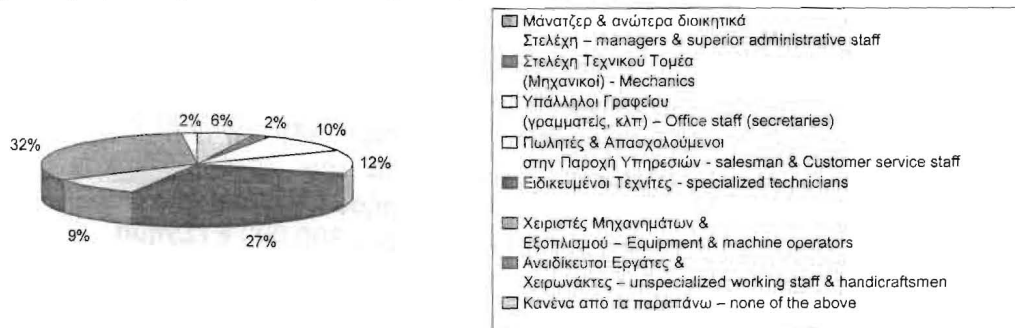 2% 6% 2% 10%
32%
12%
9%
27%
Μάνατζερ & ανώτερα διοικητικά
Στελέχη – managers & superior administrative staff
Στελέχη Τεχνικού Τομέα
(Μηχανικοί) - Mechanics
Υπάλληλοι Γραφείου
(γραμματείς, κλπ) – Office staff (secretaries)
Πωλητές & Απασχολούμενοι
στην Παροχή Υπηρεσιών - salesman & Customer service staff
Ειδικευμένοι Τεχνίτες - specialized technicians
Χειριστές Μηχανημάτων &
Εξοπλισμού – Equipment & machine operators
Ανειδίκευτοι Εργάτες &
Χειρωνάκτες – unspecialized working staff & handicraftsmen
Κανένα από τα παραπάνω – none of the above